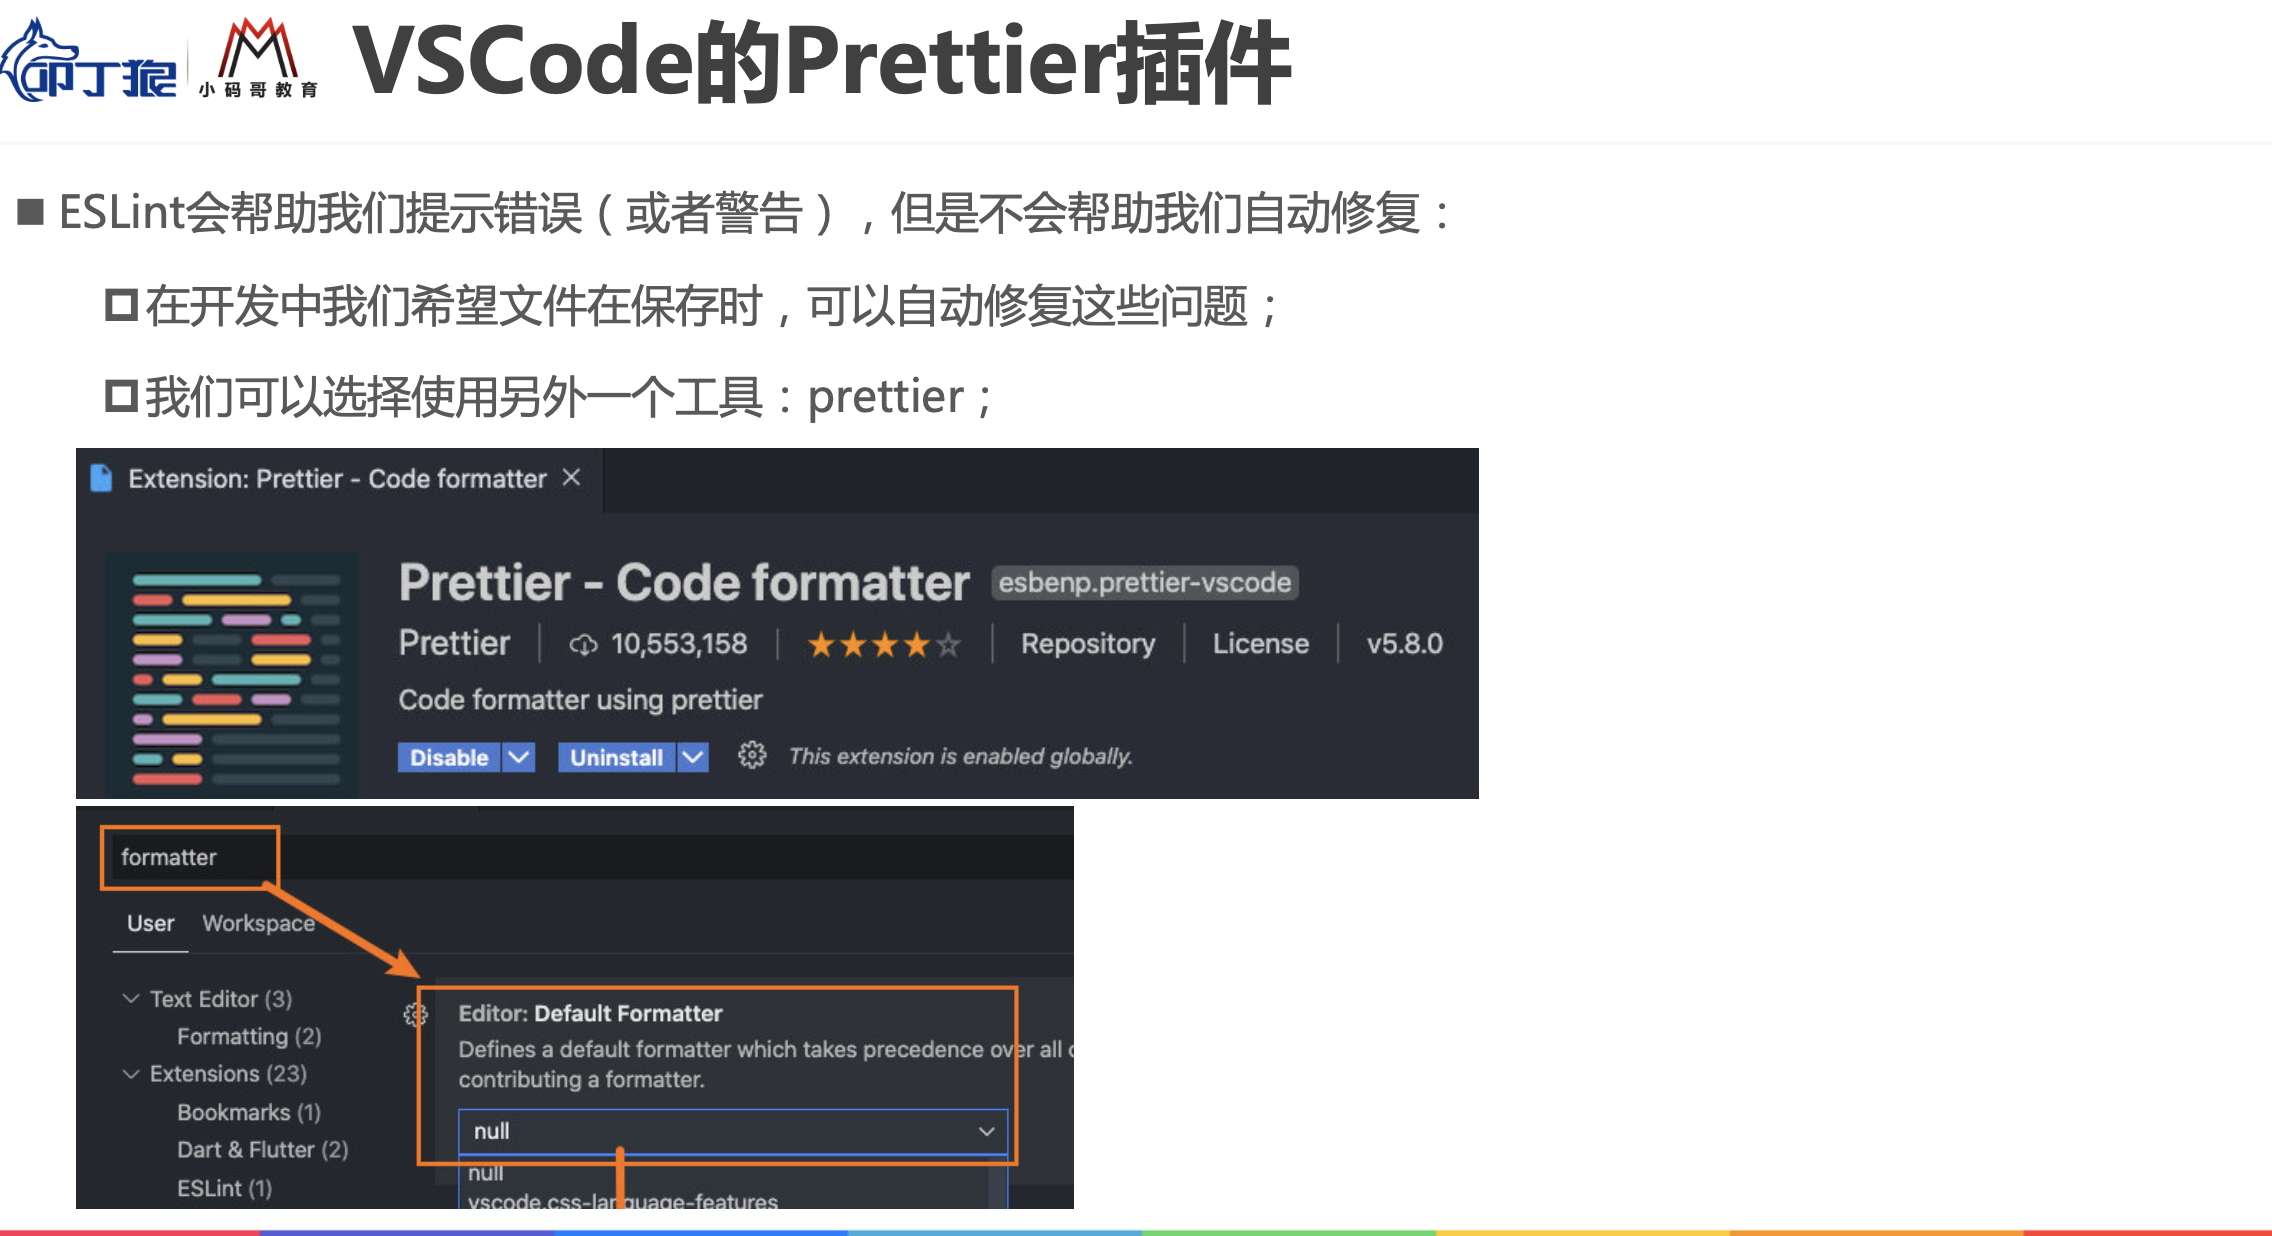 叩丁狼
小码哥教育
VSCode的Prettier插件
ESLint会帮助我们提示错误（或者警告），但是不会帮助我们自动修复：
在开发中我们希望文件在保存时，可以自动修复这些问题；
我们可以选择使用另外一个工具：prettier；
Extension: Prettier - Code formatter
Prettier - Code formatter esbenp.prettier-vscode
Prettier 10,553,158 Repository License v5.8.0
Code formatter using prettier
Disable Uninstall This extension is enabled globally.
formatter
User Workspace
Text Editor (3)
Formatting (2)
Extensions (23)
Bookmarks (1)
Dart & Flutter (2)
ESLint (1)
Editor: Default Formatter
Defines a default formatter which takes precedence over all
contributing a formatter.
null
null
vscode.css-language-features